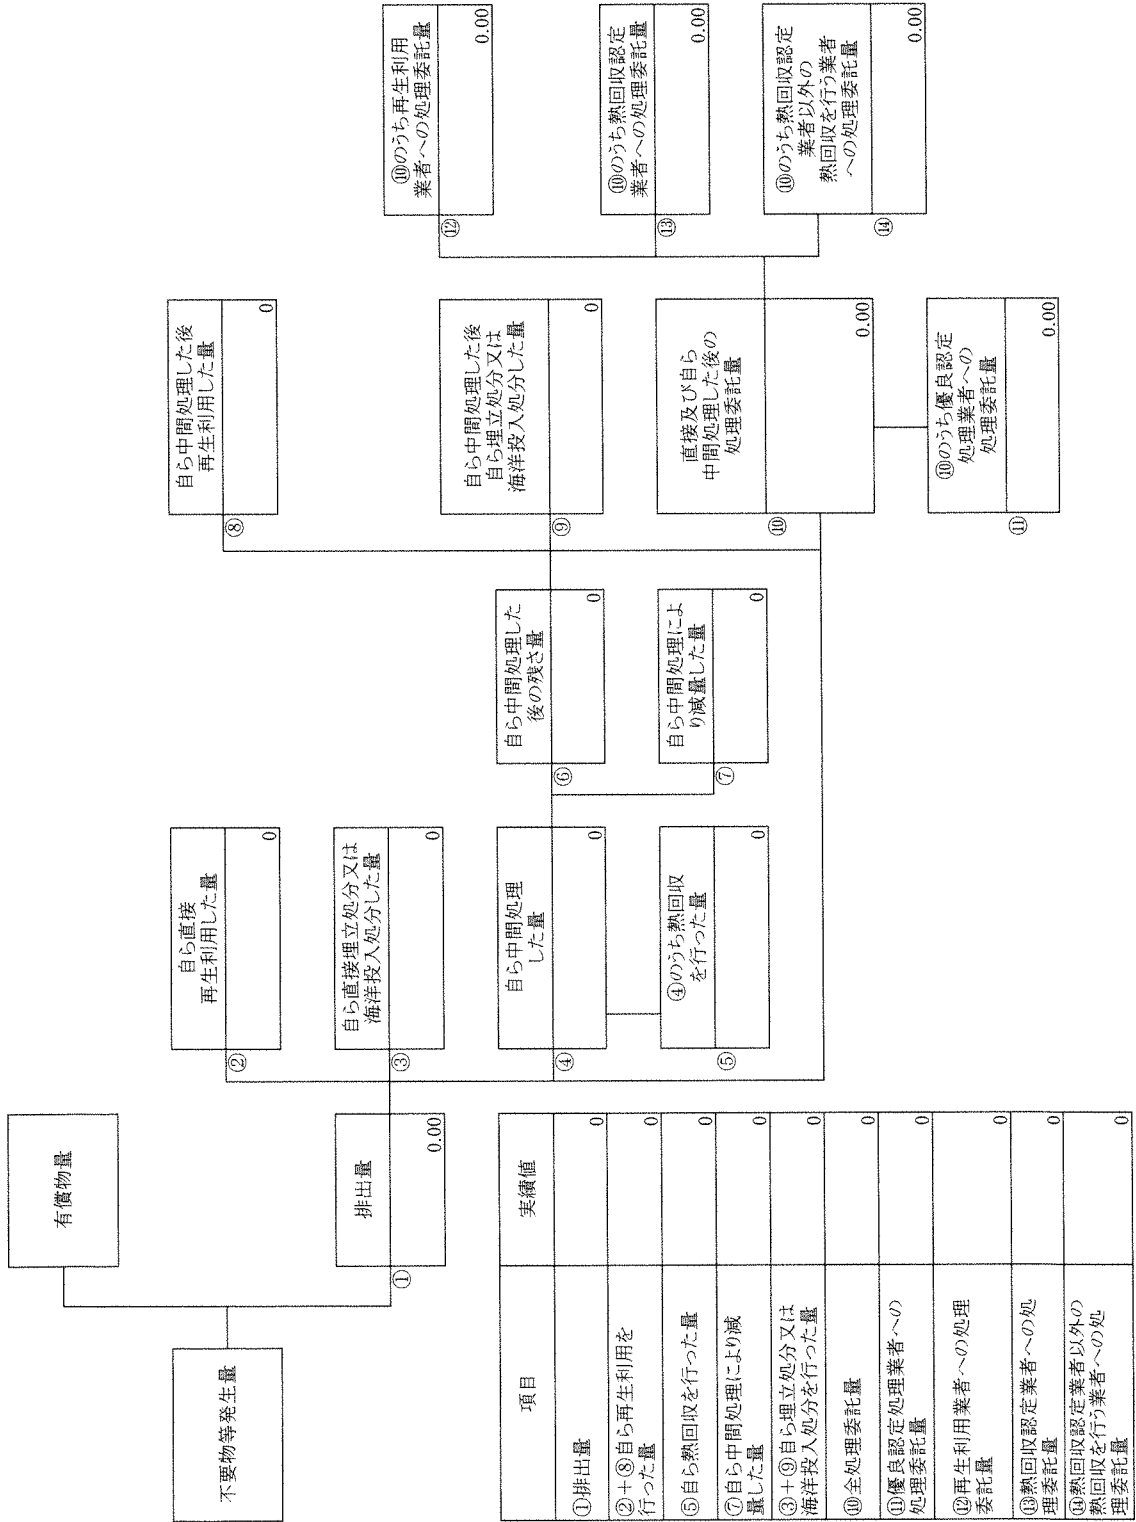 不要物等発生量
有償物量
排出量
①
0.00
自ら直接
再生利用した量
②
0
自ら直接埋立処分又は
海洋投入処分した量
③
0
自ら中間処理
した量
④
0
④のうち熱回収
を行った量
⑤
0
自ら中間処理した
後の残さ量
⑥
0
自ら中間処理によ
り減量した量
⑦
0
自ら中間処理した後
再生利用した量
⑧
0
自ら中間処理した後
自ら埋立処分又は
海洋投入処分した量
⑨
0
直接及び自ら
中間処理した後の
処理委託量
⑩
0.00
⑩のうち優良認定
処理業者への
処理委託量
⑪
0.00
⑩のうち再生利用
業者への処理委託量
⑫
0.00
⑩のうち熱回収認定
業者への処理委託量
⑬
0.00
⑩のうち熱回収認定
業者以外の
熱回収を行う業者
への処理委託量
⑭
0.00
項目
実績値
①排出量
0
②+⑧自ら再生利用を
行った量
0
⑤自ら熱回収を行った量
0
⑦自ら中間処理により減
量した量
0
③+⑨自ら埋立処分又は
海洋投入処分を行った量
0
⑩全処理委託量
0
⑪優良認定処理業者への
処理委託量
0
⑫再生利用業者への処理
委託量
0
⑬熱回収認定業者への処
理委託量
0
⑭熱回収認定業者以外の
熱回収を行う業者への処
理委託量
0